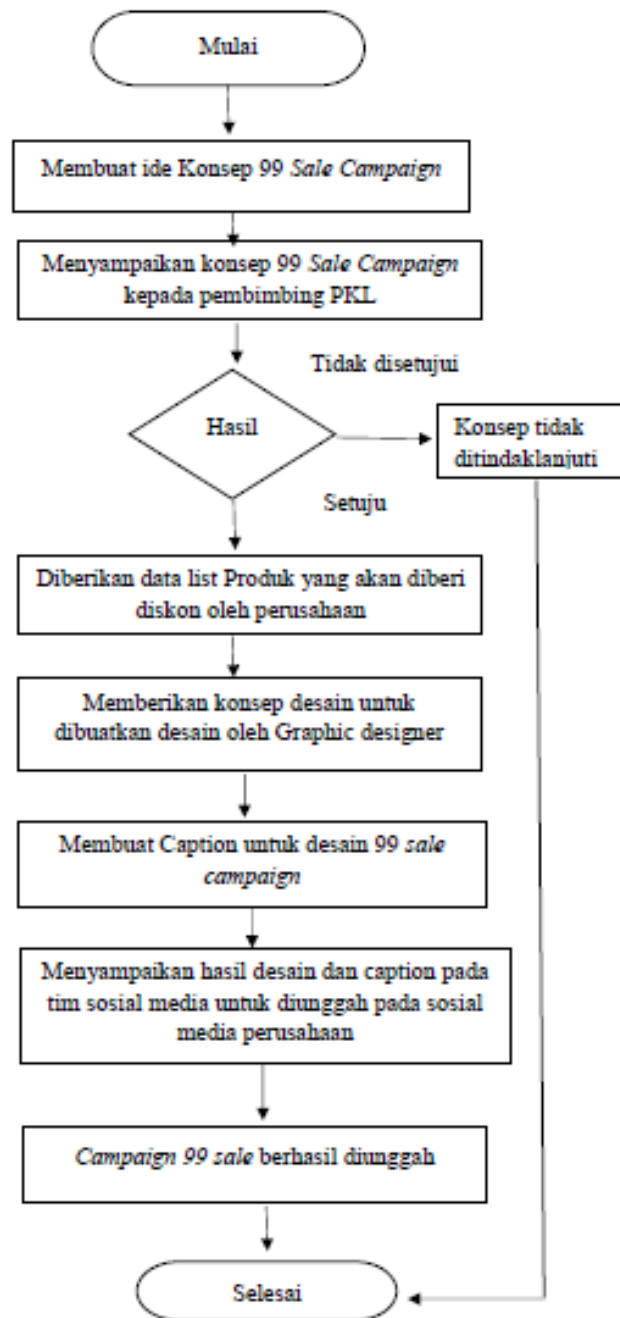 Mulai
Membuat ide Konsep 99 Sale Campaign
Menyampaikan konsep 99 Sale Campaign
kepada pembimbing PKL
Tidak disetujui
Hasil
Konsep tidak
ditindaklanjuti
Setuju
Diberikan data list Produk yang akan diberi
diskon oleh perusahaan
Memberikan konsep desain untuk
dibuatkan desain oleh Graphic designer
Membuat Caption untuk desain 99 sale
campaign
Menyampaikan hasil desain dan caption pada
tim sosial media untuk diunggah pada sosial
media perusahaan
Campaign 99 sale berhasil diunggah
Selesai